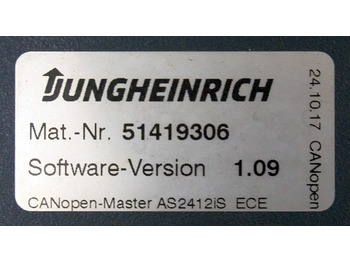 JUNGHEINRICH
Mat.-Nr. 51419306
Software-Version 1.09
CANopen-Master AS2412iS ECE
24.10.17 CANopen